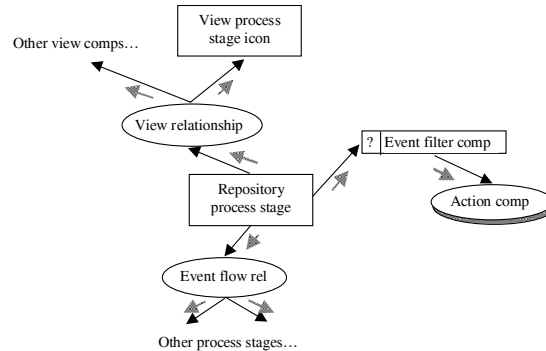 View process
stage icon
Other view comps…
View relationship
? Event filter comp
Repository
process stage
Action comp
Event flow rel
Other process stages…